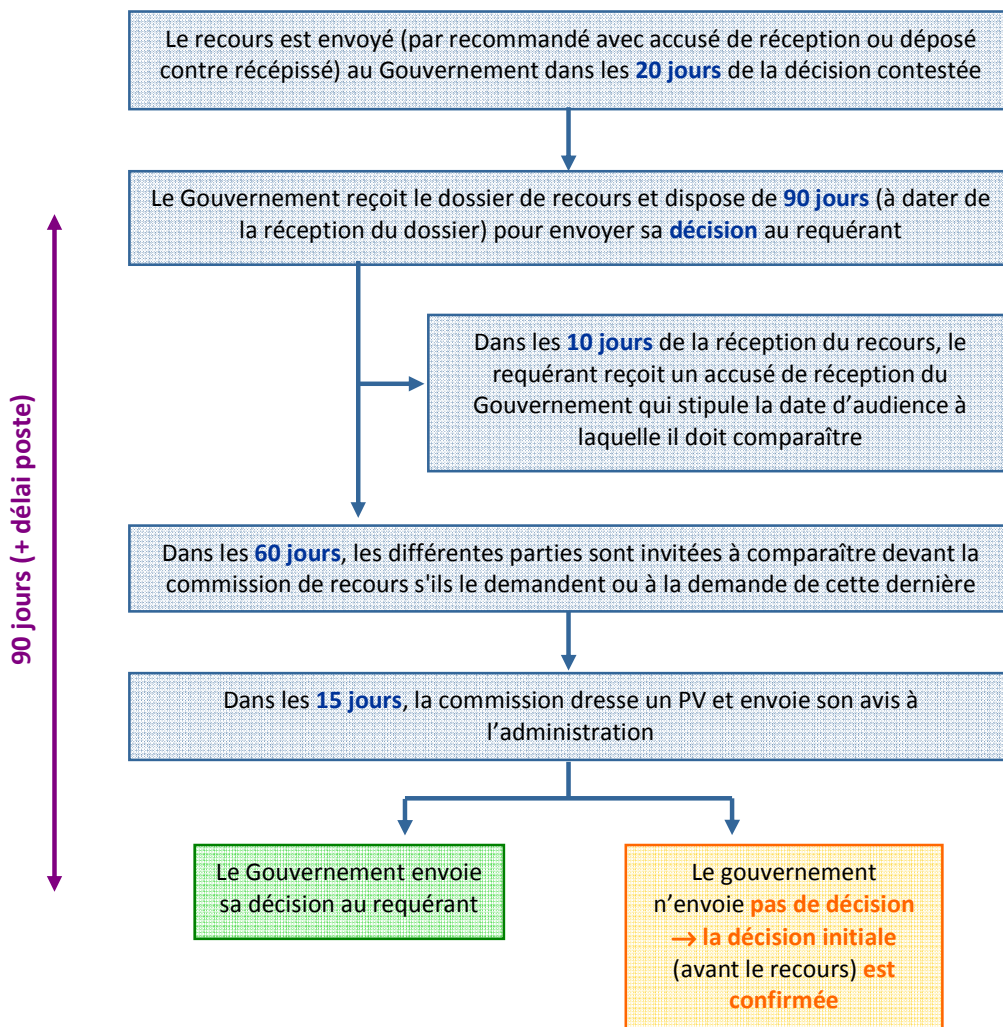 Le recours est envoyé (par recommandé avec accusé de réception ou déposé
contre récépissé) au Gouvernement dans les 20 jours de la décision contestée
Le Gouvernement reçoit le dossier de recours et dispose de 90 jours (à dater de
la réception du dossier) pour envoyer sa décision au requérant
90 jours (+ délai poste)
Dans les 10 jours de la réception du recours, le
requérant reçoit un accusé de réception du
Gouvernement qui stipule la date d’audience à
laquelle il doit comparaître
Dans les 60 jours, les différentes parties sont invitées à comparaître devant la
commission de recours s'ils le demandent ou à la demande de cette dernière
Dans les 15 jours, la commission dresse un PV et envoie son avis à
l’administration
Le Gouvernement envoie
sa décision au requérant
Le gouvernement
n’envoie pas de décision
→ la décision initiale
(avant le recours) est
confirmée